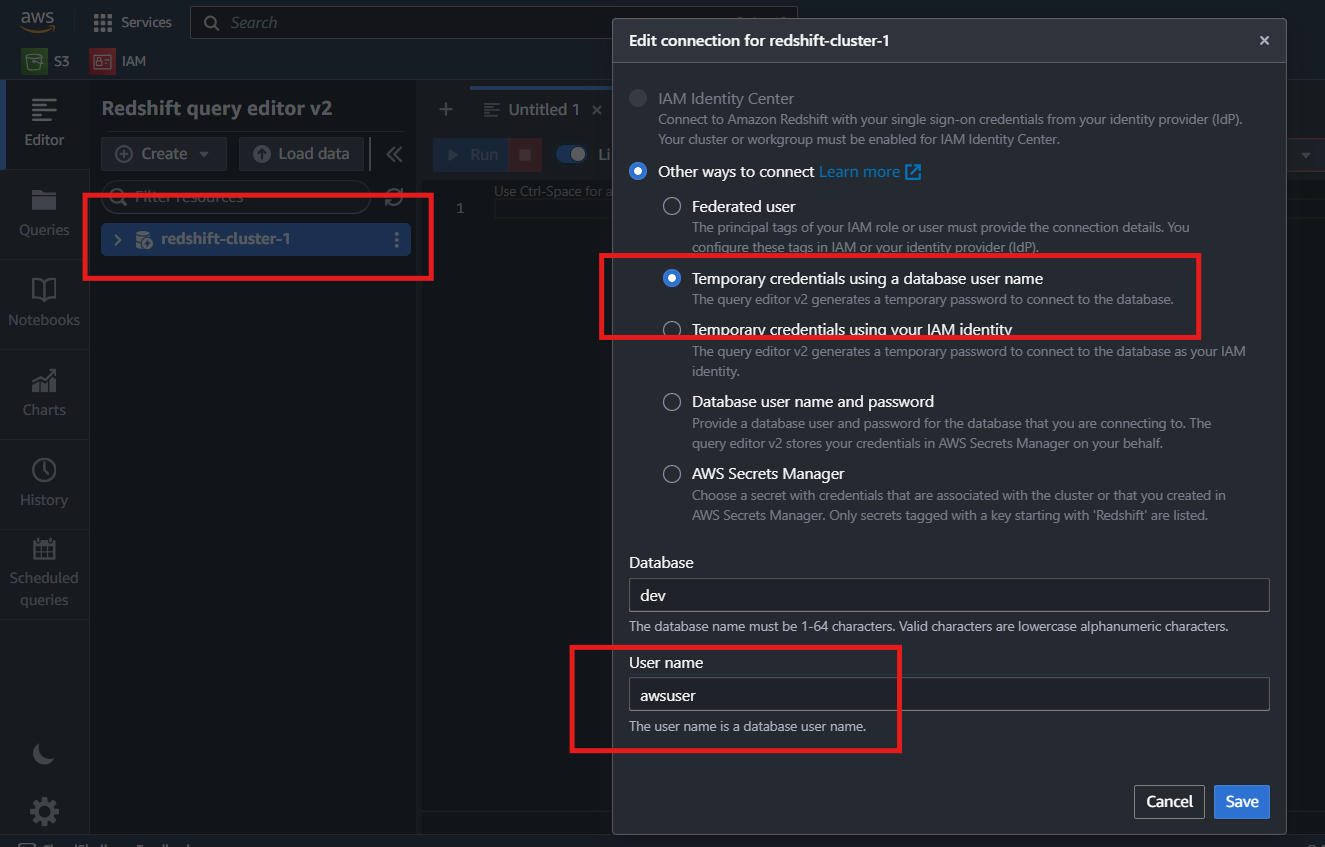 aws
Services
Search
S3
IAM
Editor
Queries
Notebooks
Charts
History
Scheduled
queries
Redshift query editor v2
Create
Load data
Filter resources
redshift-cluster-1
Untitled 1
Run
Li
Use Ctrl-Space for a
1
Edit connection for redshift-cluster-1
IAM Identity Center
Connect to Amazon Redshift with your single sign-on credentials from your identity provider (IdP).
Your cluster or workgroup must be enabled for IAM Identity Center.
Other ways to connect Learn more
Federated user
The principal tags of your IAM role or user must provide the connection details. You
configure these tags in IAM or your identity provider (IdP).
Temporary credentials using a database user name
The query editor v2 generates a temporary password to connect to the database.
Temporary credentials using your IAM identity
The query editor v2 generates a temporary password to connect to the database as your IAM
identity.
Database user name and password
Provide a database user and password for the database that you are connecting to. The
query editor v2 stores your credentials in AWS Secrets Manager on your behalf.
AWS Secrets Manager
Choose a secret with credentials that are associated with the cluster or that you created in
AWS Secrets Manager. Only secrets tagged with a key starting with 'Redshift' are listed.
Database
dev
The database name must be 1-64 characters. Valid characters are lowercase alphanumeric characters.
User name
awsuser
The user name is a database user name.
Cancel
Save